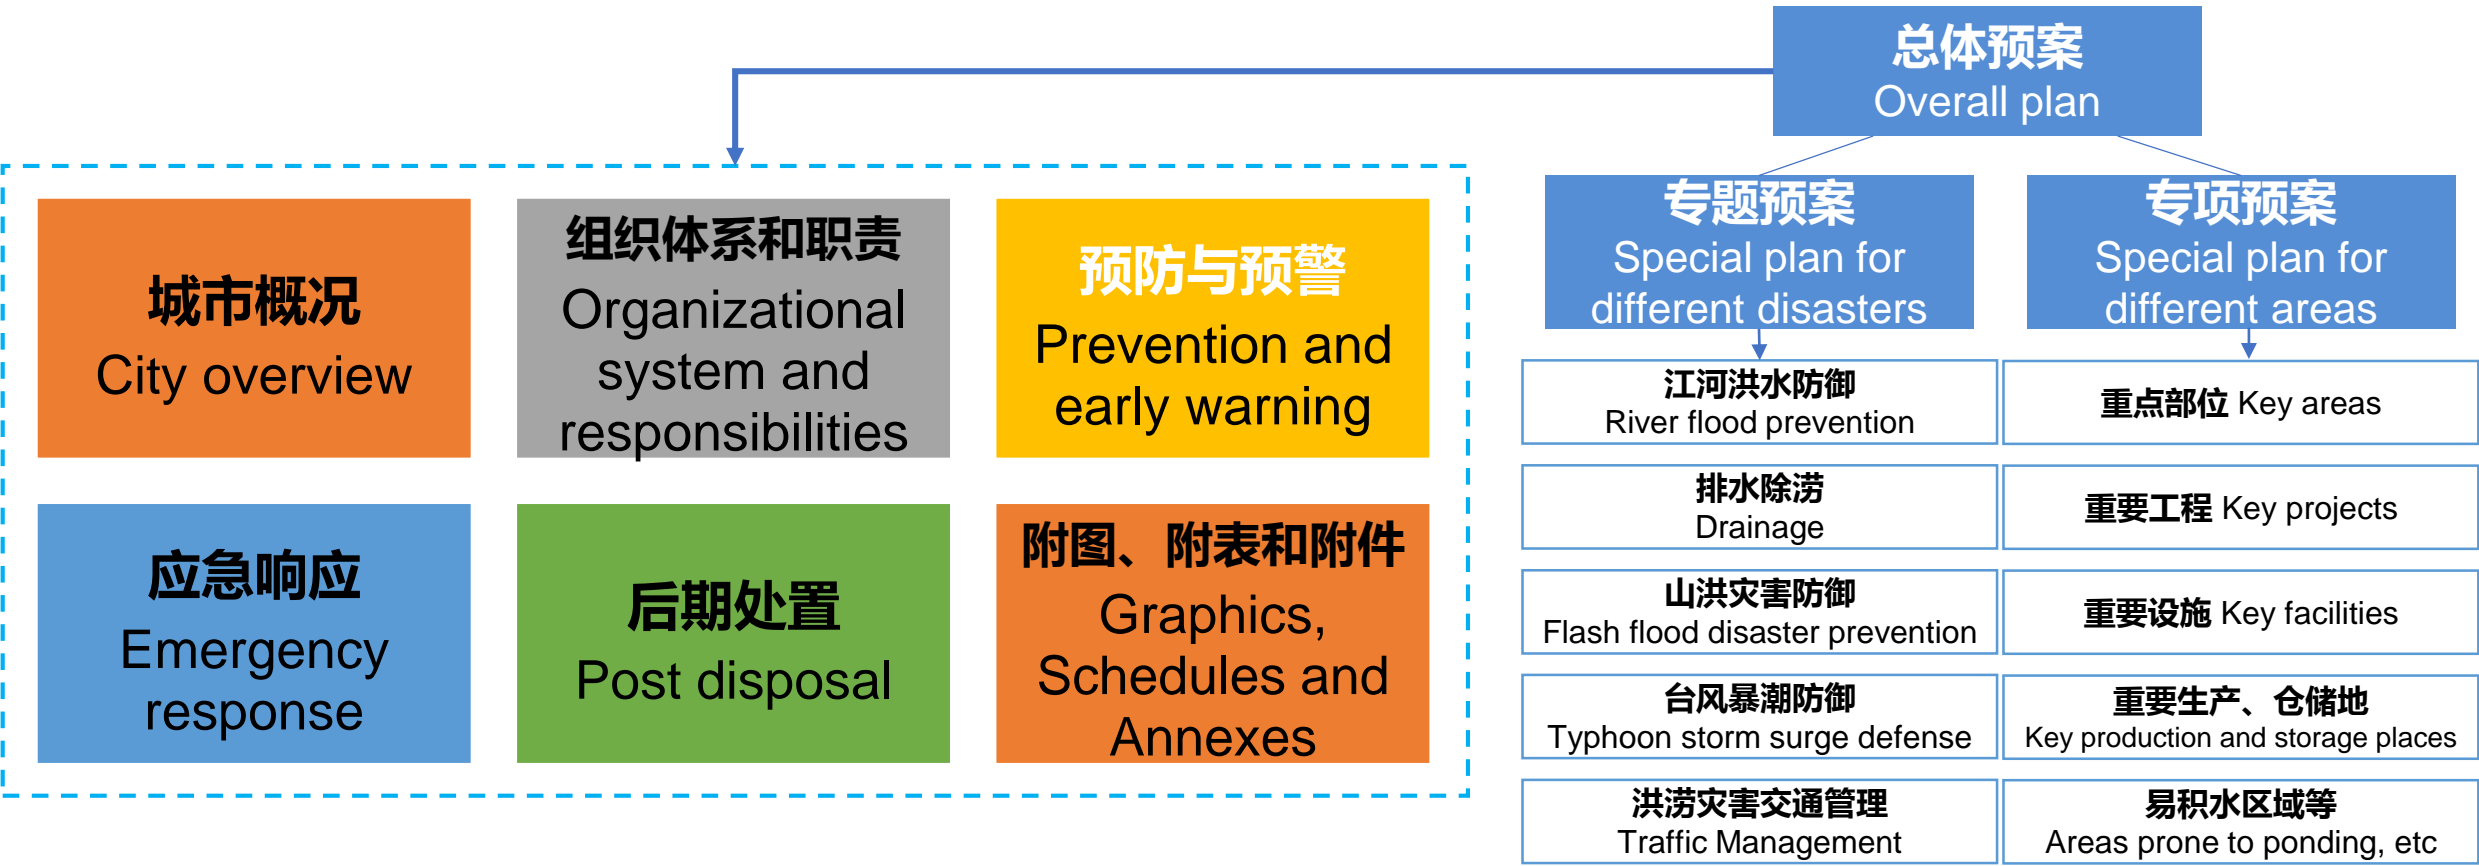 总体预案
Overall plan
城市概况
City overview
组织体系和职责
Organizational
system and
responsibilities
预防与预警
Prevention and
early warning
应急响应
Emergency
response
后期处置
Post disposal
附图、附表和附件
Graphics,
Schedules and
Annexes
专题预案
Special plan for
different disasters
江河洪水防御
River flood prevention
排水除涝
Drainage
山洪灾害防御
Flash flood disaster prevention
台风暴潮防御
Typhoon storm surge defense
洪涝灾害交通管理
Traffic Management
专项预案
Special plan for
different areas
重点部位 Key areas
重要工程 Key projects
重要设施 Key facilities
重要生产、仓储地
Key production and storage places
易积水区域等
Areas prone to ponding, etc